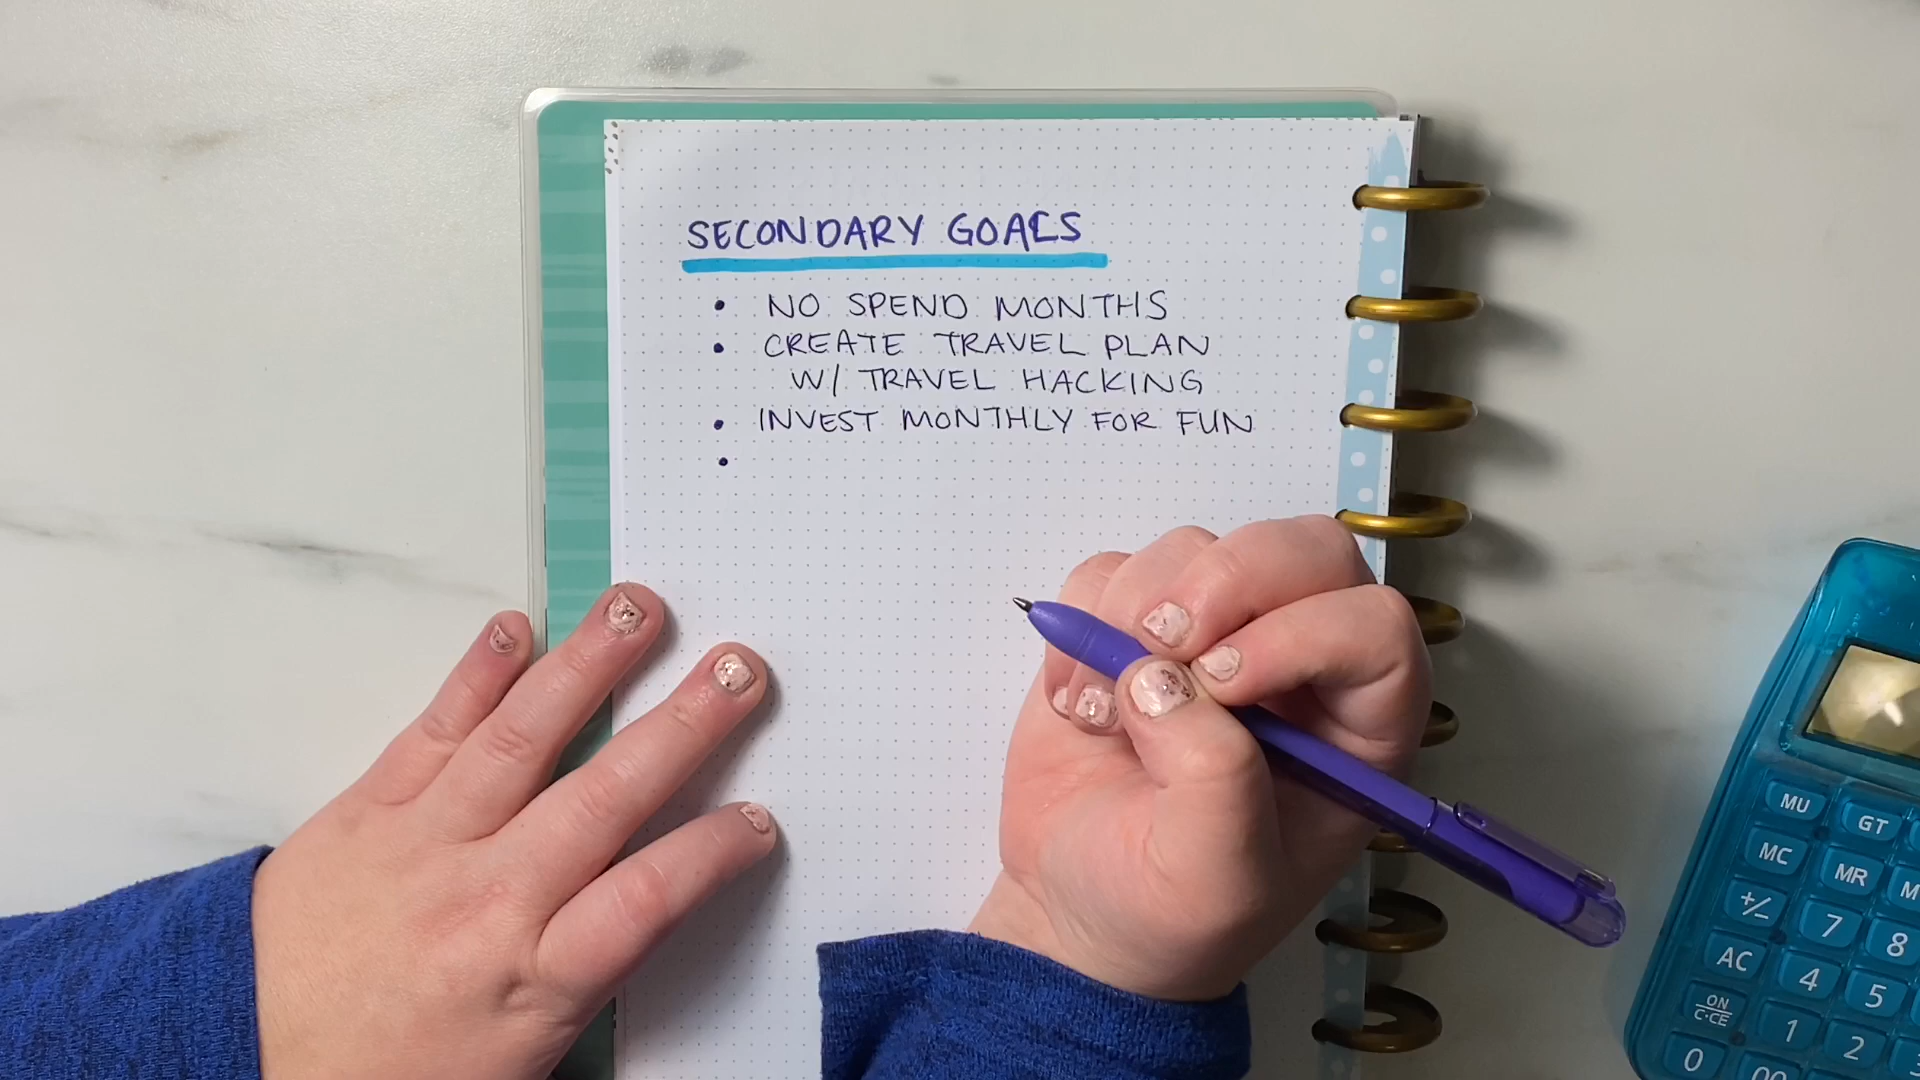 SECONDARY GOALS
• NO SPEND MONTHS
• CREATE TRAVEL PLAN
W/ TRAVEL HACKING
• INVEST MONTHLY FOR FUN
•
MU
GT
MC
MR
+/-
7
8
AC
4
5
ON
C·CE
1
2
0
00